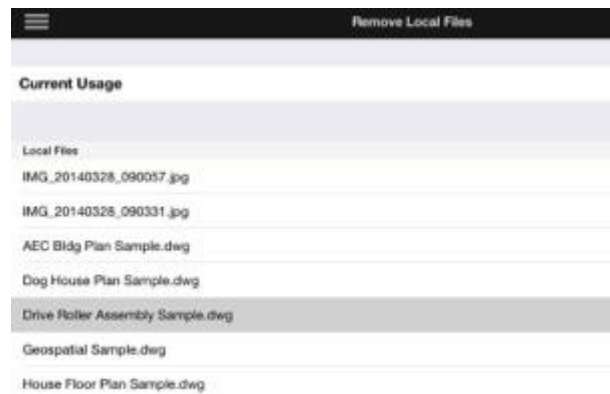 Remove Local Files
Current Usage
Local Files
IMG_20140328_090057.jpg
IMG_20140328_090331.jpg
AEC Bldg Plan Sample.dwg
Dog House Plan Sample.dwg
Drive Roller Assembly Sample.dwg
Geospatial Sample.dwg
House Floor Plan Sample.dwg